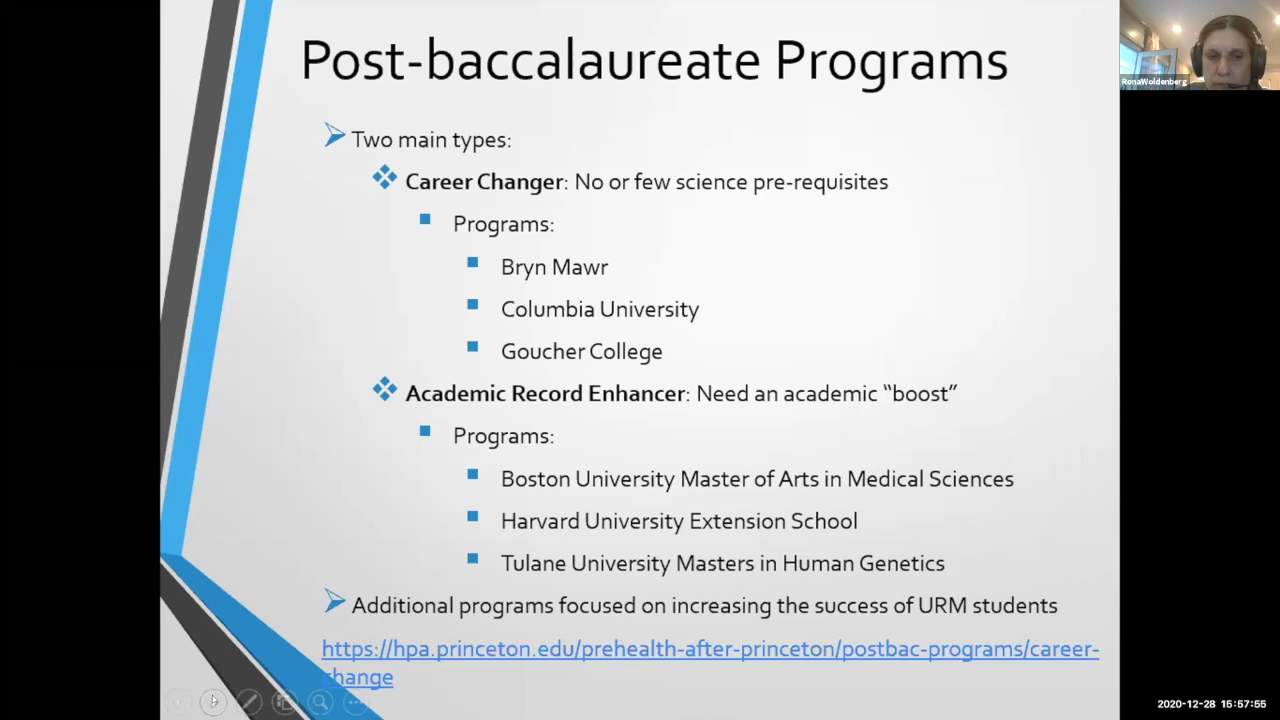 Post-baccalaureate Programs
RonaWoldenberg
Two main types:
Career Changer: No or few science pre-requisites
Programs:
Bryn Mawr
Columbia University
Goucher College
Academic Record Enhancer: Need an academic “boost”
Programs:
Boston University Master of Arts in Medical Sciences
Harvard University Extension School
Tulane University Masters in Human Genetics
Additional programs focused on increasing the success of URM students
https://hpa.princeton.edu/prehealth-after-princeton/postbac-programs/career-
change
2020-12-28 15:57:55